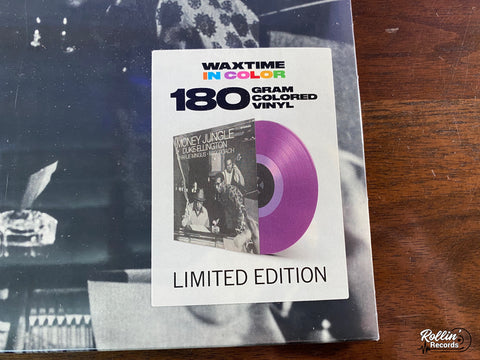 WAXTIME
IN COLOR
180 GRAM
COLORED
VINYL
MONEY JUNGLE
DUKE ELLINGTON
CHARLIE MINGUS · MAX ROACH
LIMITED EDITION
Rollin'
Records